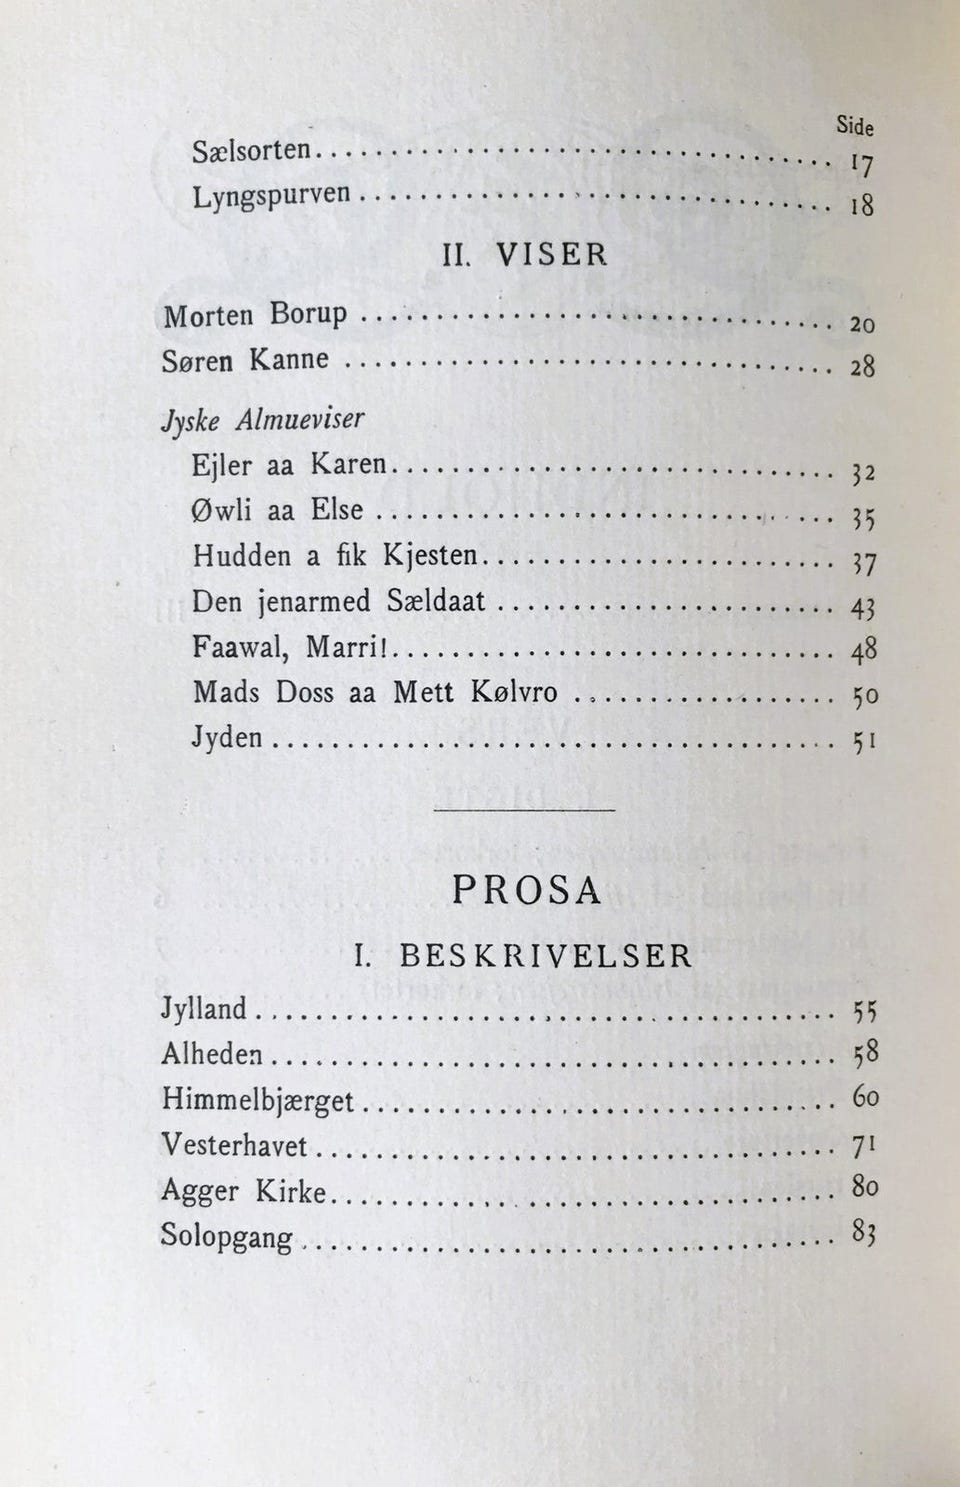 Side
Sælsorten.................................. 17
Lyngspurven................................ 18
II. VISER
Morten Borup................................ 20
Søren Kanne................................. 28
Jyske Almueviser
Ejler aa Karen.............................. 32
Øwli aa Else................................ 35
Hudden a fik Kjesten........................ 37
Den jenarmed Sældaat....................... 43
Faawal, Marri!.............................. 48
Mads Doss aa Mett Kølvro.................. 50
Jyden....................................... 51
PROSA
I. BESKRIVELSER
Jylland....................................... 55
Alheden...................................... 58
Himmelbjærget................................ 60
Vesterhavet................................... 71
Agger Kirke.................................. 80
Solopgang.................................... 83